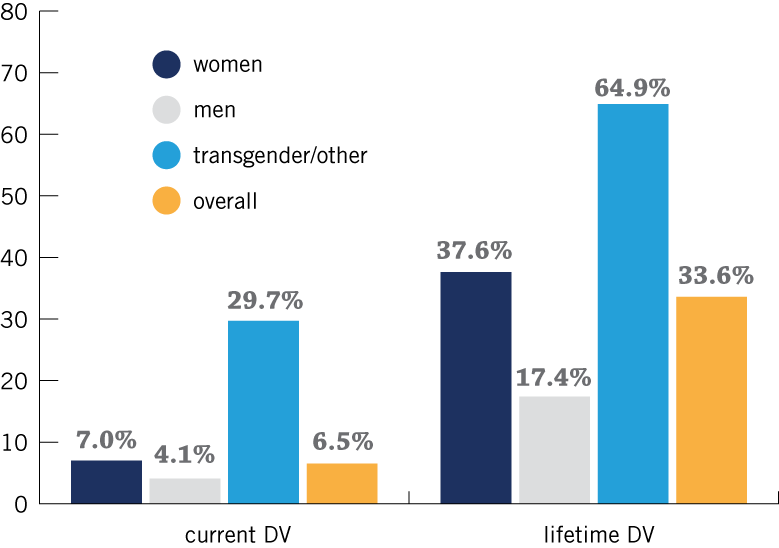 80
70
60
50
40
30
20
10
0
women
men
transgender/other
overall
7.0%
4.1%
29.7%
6.5%
37.6%
17.4%
64.9%
33.6%
current DV
lifetime DV